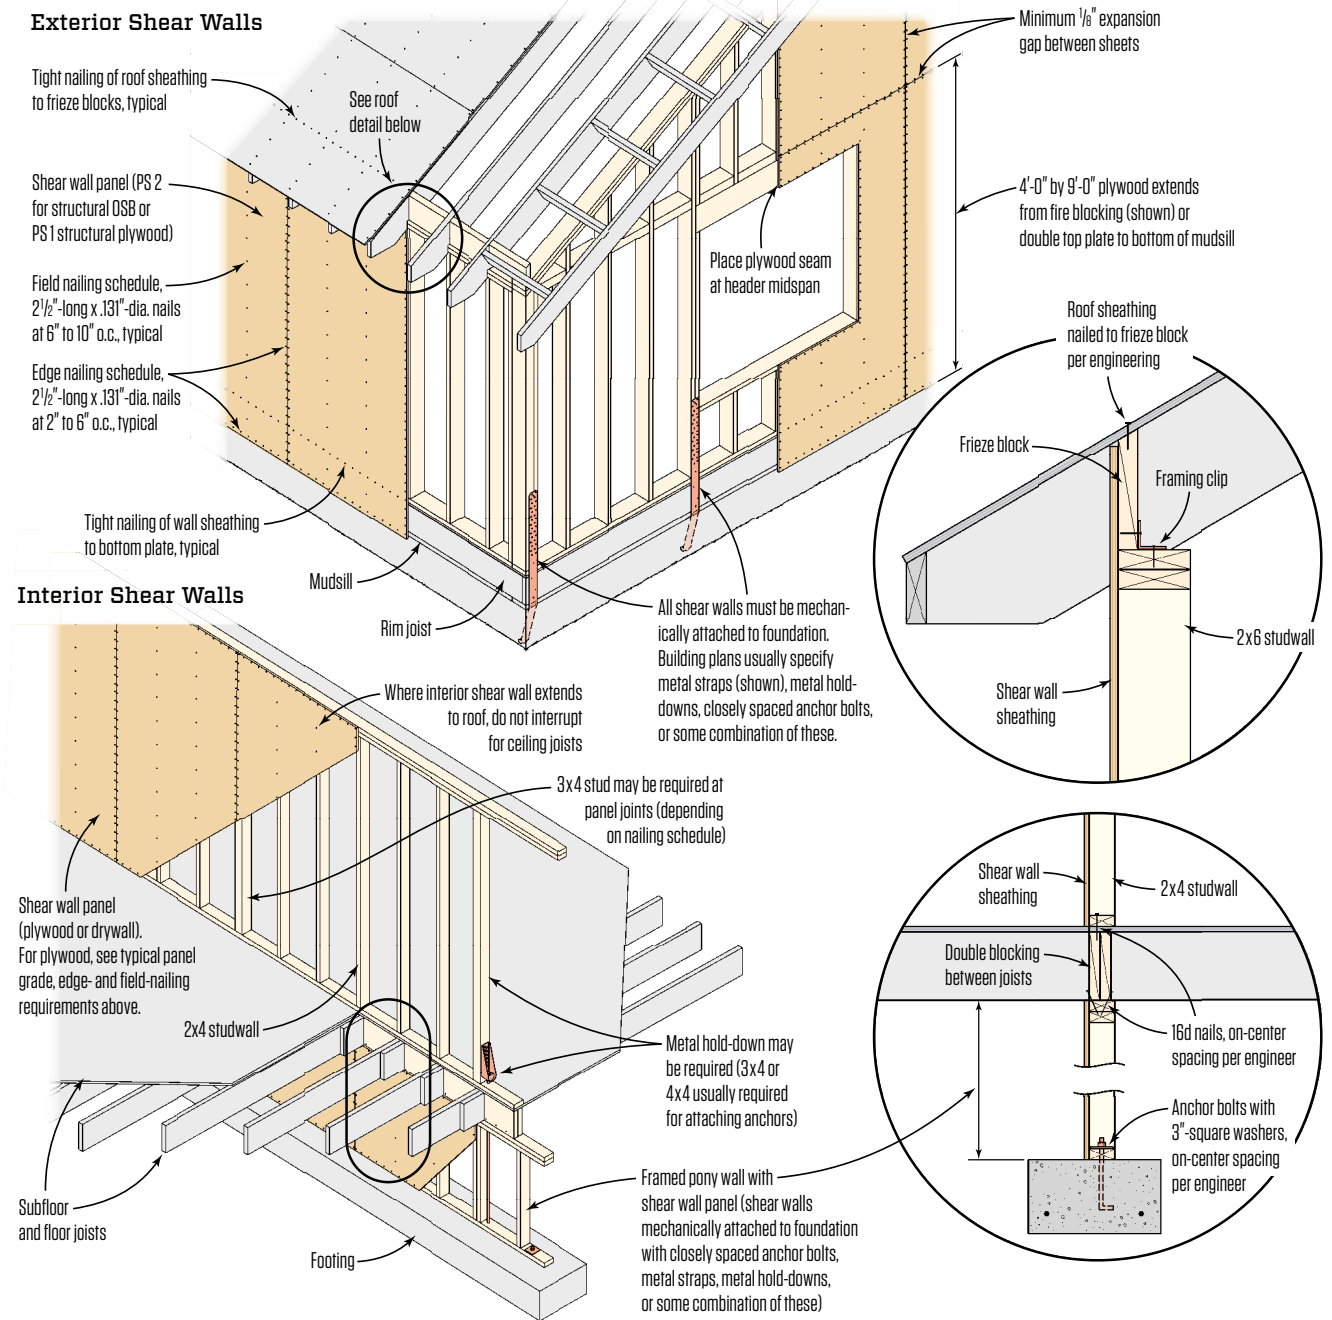 Exterior Shear Walls
Tight nailing of roof sheathing
to frieze blocks, typical
See roof
detail below
Minimum 1/8" expansion
gap between sheets
Shear wall panel (PS 2
for structural OSB or
PS 1 structural plywood)
4'-0" by 9'-0" plywood extends
from fire blocking (shown) or
double top plate to bottom of mudsill
Field nailing schedule,
2 1/2"-long x .131"-dia. nails
at 6" to 10" o.c., typical
Place plywood seam
at header midspan
Edge nailing schedule,
2 1/2"-long x .131"-dia. nails
at 2" to 6" o.c., typical
Roof sheathing
nailed to frieze block
per engineering
Frieze block
Framing clip
2x6 studwall
Shear wall
sheathing
Tight nailing of wall sheathing
to bottom plate, typical
Mudsill
Rim joist
All shear walls must be mechan-
ically attached to foundation.
Building plans usually specify
metal straps (shown), metal hold-
downs, closely spaced anchor bolts,
or some combination of these.
Interior Shear Walls
Where interior shear wall extends
to roof, do not interrupt
for ceiling joists
3x4 stud may be required at
panel joints (depending
on nailing schedule)
Shear wall panel
(plywood or drywall).
For plywood, see typical panel
grade, edge- and field-nailing
requirements above.
2x4 studwall
Metal hold-down may
be required (3x4 or
4x4 usually required
for attaching anchors)
Subfloor
and floor joists
Footing
Framed pony wall with
shear wall panel (shear walls
mechanically attached to foundation
with closely spaced anchor bolts,
metal straps, metal hold-downs,
or some combination of these)
Shear wall
sheathing
2x4 studwall
Double blocking
between joists
16d nails, on-center
spacing per engineer
Anchor bolts with
3"-square washers,
on-center spacing
per engineer